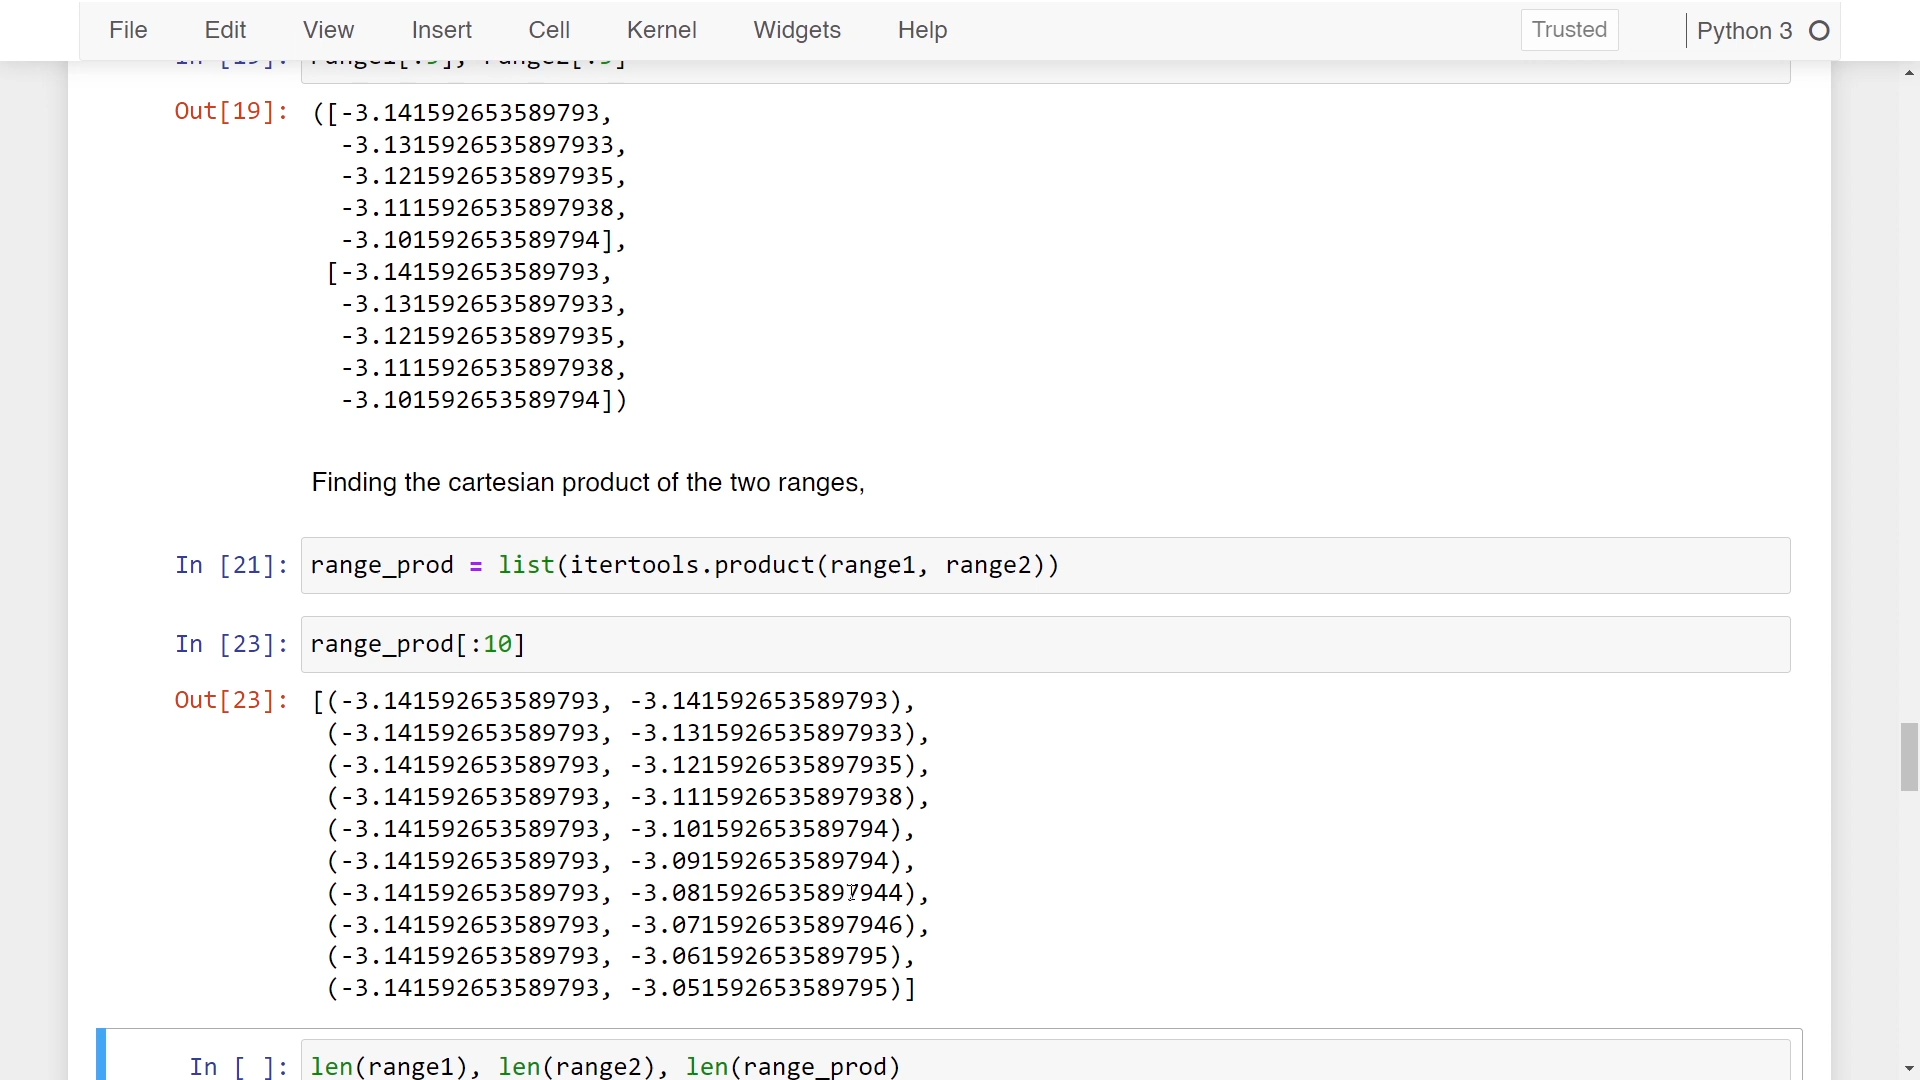 File Edit View Insert Cell Kernel Widgets Help Trusted Python 3
Out[19]: ([-3.141592653589793,
-3.1315926535897933,
-3.1215926535897935,
-3.1115926535897938,
-3.101592653589794],
[-3.141592653589793,
-3.1315926535897933,
-3.1215926535897935,
-3.1115926535897938,
-3.101592653589794])
Finding the cartesian product of the two ranges,
In [21]: range_prod = list(itertools.product(range1, range2))
In [23]: range_prod[:10]
Out[23]: [(-3.141592653589793, -3.141592653589793),
(-3.141592653589793, -3.1315926535897933),
(-3.141592653589793, -3.1215926535897935),
(-3.141592653589793, -3.1115926535897938),
(-3.141592653589793, -3.101592653589794),
(-3.141592653589793, -3.091592653589794),
(-3.141592653589793, -3.0815926535897944),
(-3.141592653589793, -3.0715926535897946),
(-3.141592653589793, -3.061592653589795),
(-3.141592653589793, -3.051592653589795)]
In [ ]: len(range1), len(range2), len(range_prod)